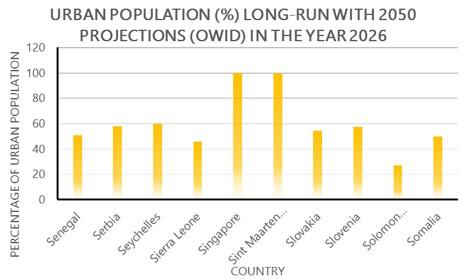 URBAN POPULATION (%) LONG-RUN WITH 2050
PROJECTIONS (OWID) IN THE YEAR 2026
PERCENTAGE OF URBAN POPULATION
120
100
80
60
40
20
0
Senegal
Serbia
Seychelles
Sierra Leone
Singapore
Sint Maarten...
Slovakia
Slovenia
Solomon...
Somalia
COUNTRY